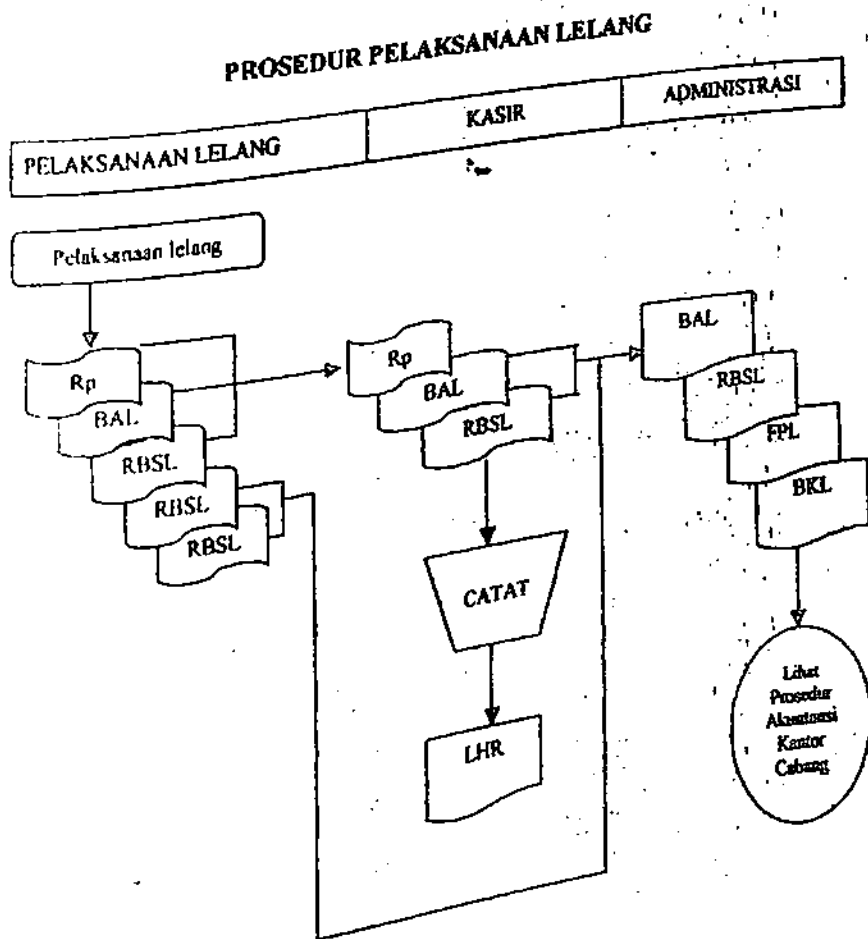 PROSEDUR PELAKSANAAN LELANG
PELAKSANAAN LELANG
KASIR
ADMINISTRASI
Pelaksanaan lelang
Rp
BAL
RBSL
RBSL
RBSL
Rp
BAL
RBSL
CATAT
LHR
BAL
RBSL
FPL
BKL
Lihat
Prosedur
Akuntansi
Kantor
Cabang